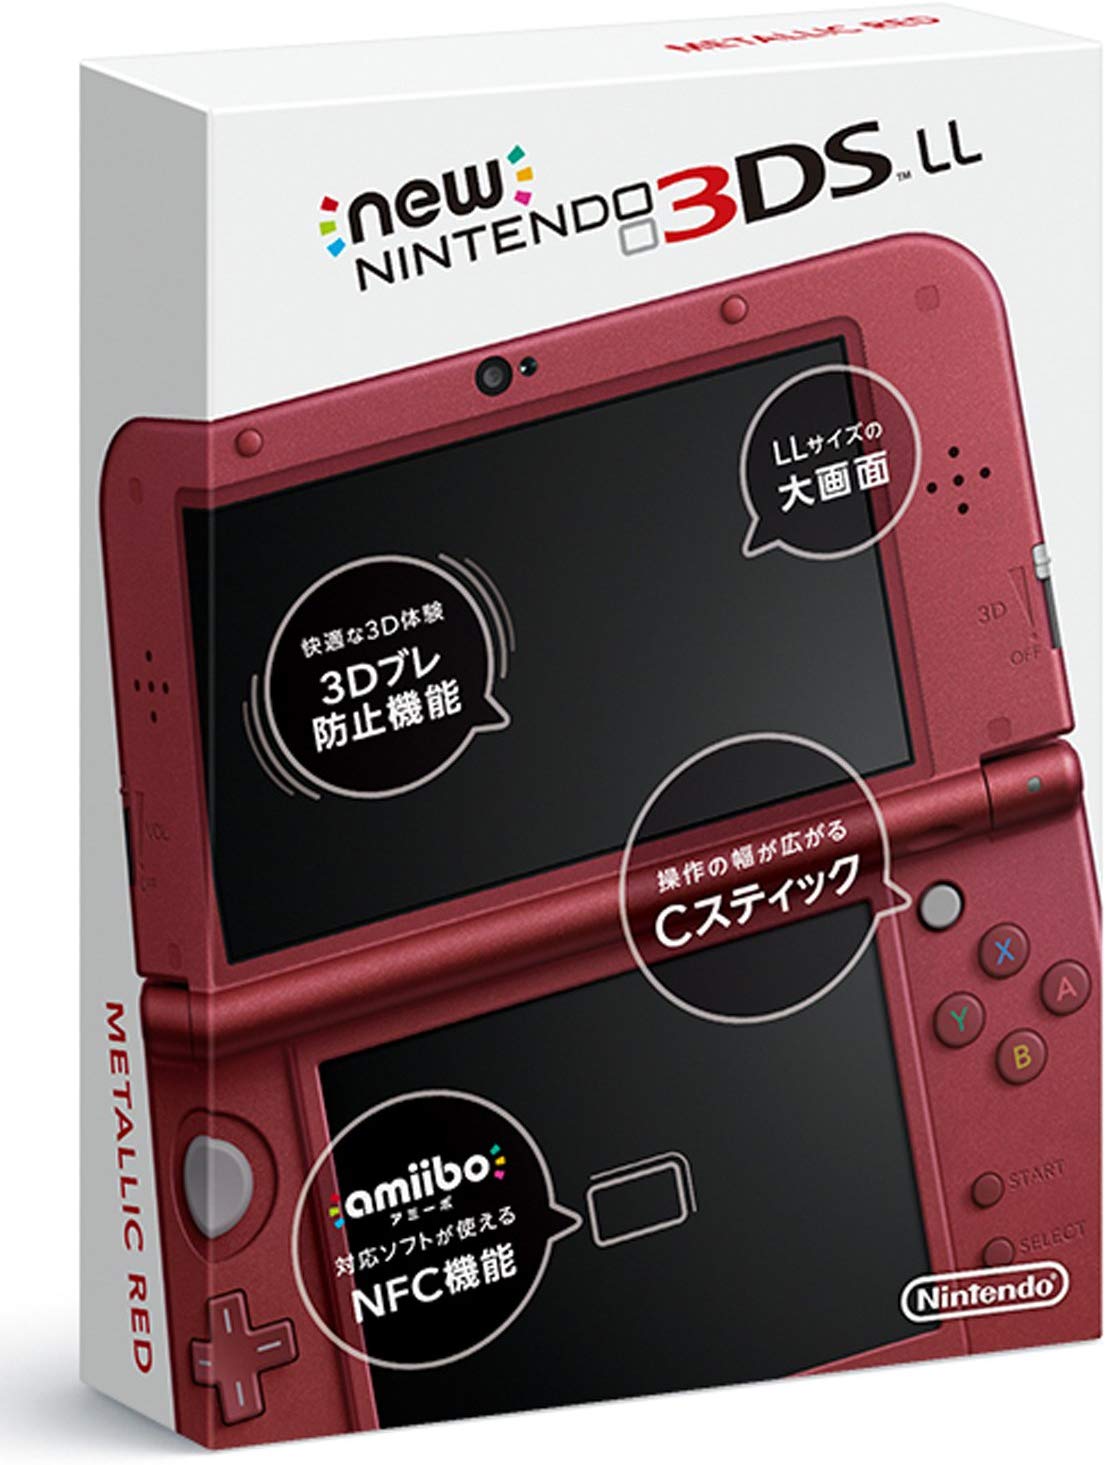 METALLIC RED
new
NINTENDO 3DS™ LL
LLサイズの
大画面
快適な3D体験
3Dブレ
防止機能
3D
OFF
VOL
OFF
操作の幅が広がる
Cスティック
X
A
Y
B
amiibo
アミーボ
対応ソフトが使える
NFC機能
START
SELECT
Nintendo®
METALLIC RED